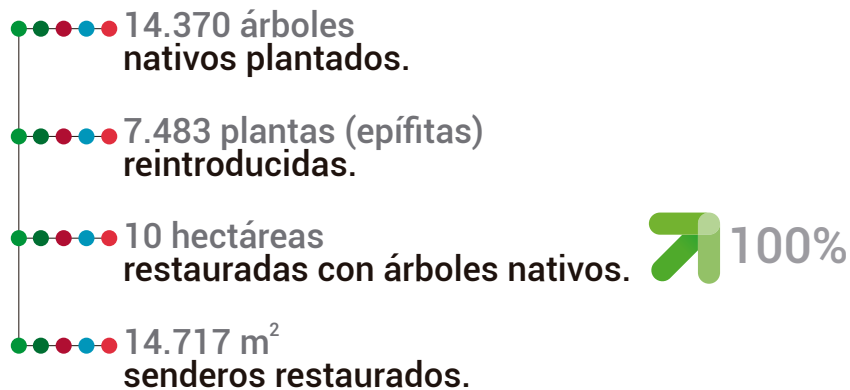 14.370 árboles
nativos plantados.
7.483 plantas (epífitas)
reintroducidas.
10 hectáreas
restauradas con árboles nativos.
100%
14.717 m²
senderos restaurados.